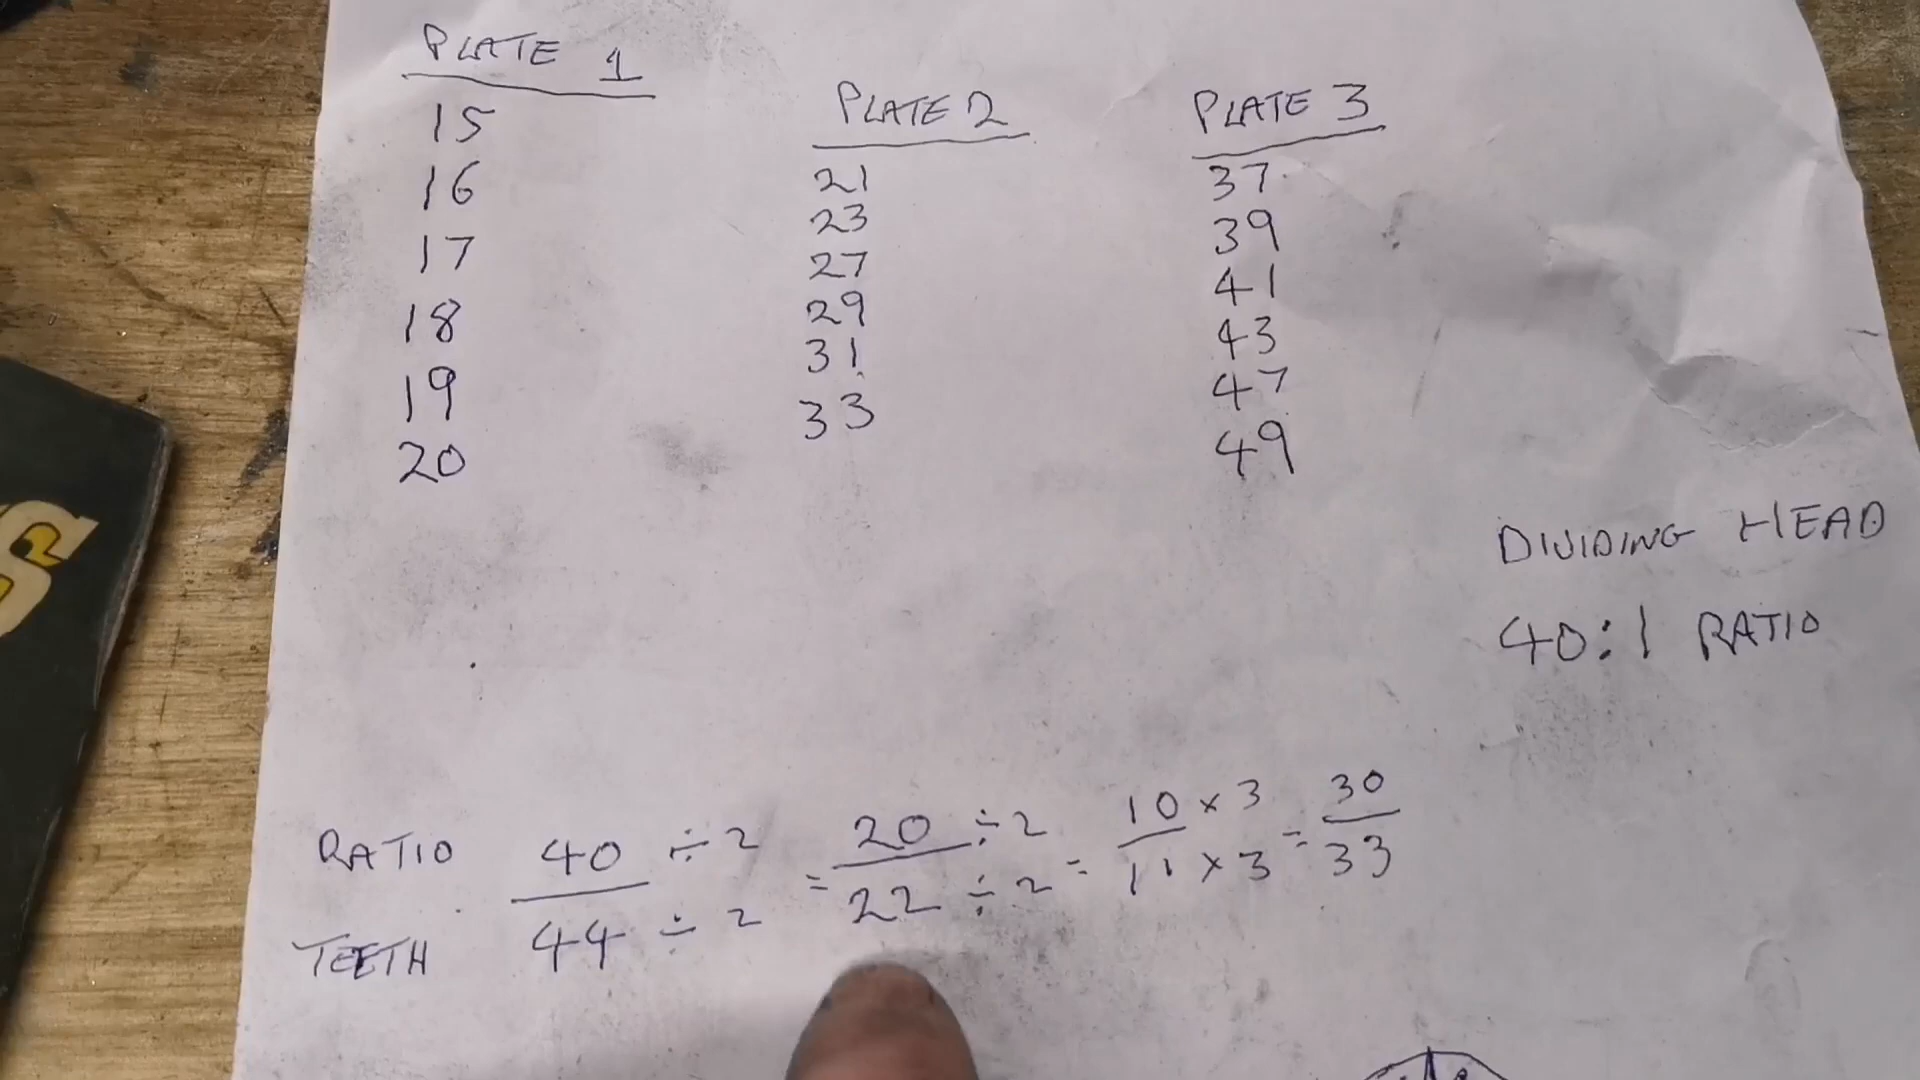 PLATE 1
15
16
17
18
19
20
PLATE 2
21
23
27
29
31
33
PLATE 3
37
39
41
43
47
49
DIVIDING HEAD
40:1 RATIO
RATIO 40 ÷ 2 = 20 ÷ 2 = 10 × 3 = 30
TEETH 44 ÷ 2 22 ÷ 2 11 × 3 33